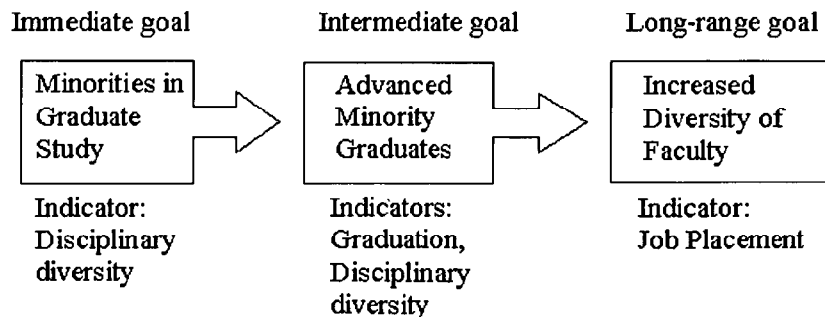 Immediate goal
Minorities in
Graduate
Study
Indicator:
Disciplinary
diversity
Intermediate goal
Advanced
Minority
Graduates
Indicators:
Graduation,
Disciplinary
diversity
Long-range goal
Increased
Diversity of
Faculty
Indicator:
Job Placement